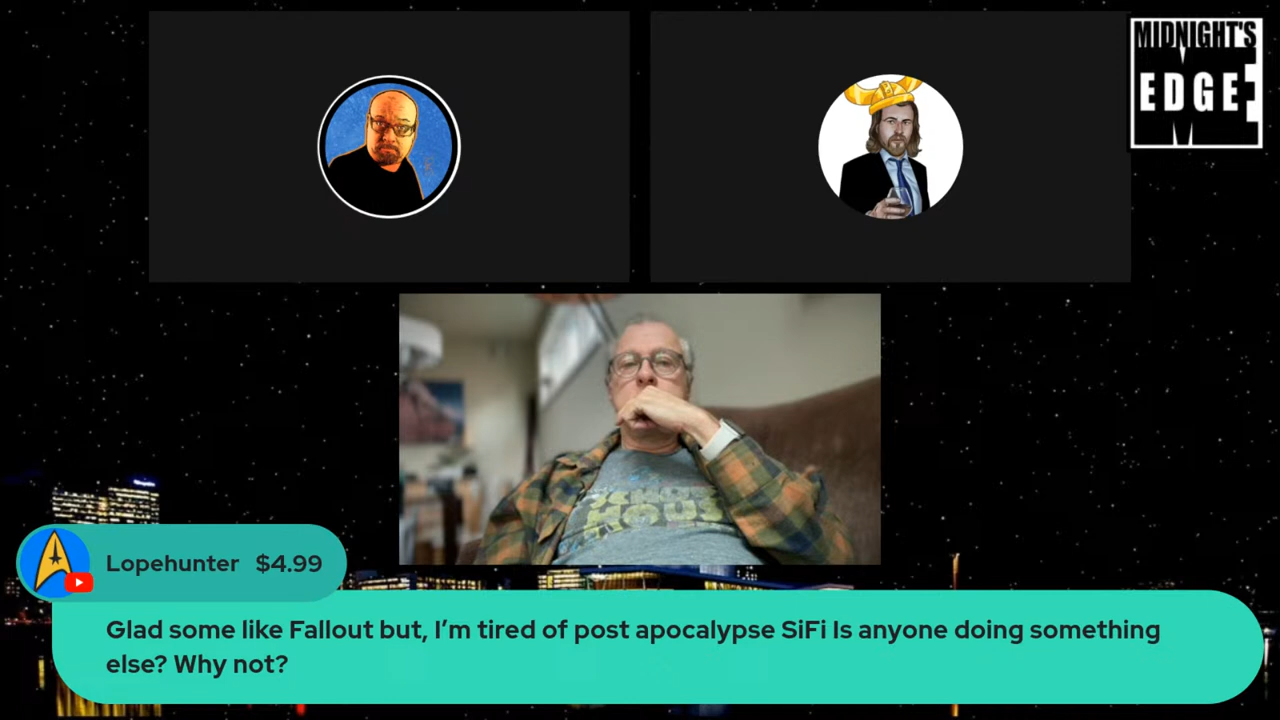 MIDNIGHT'S
EDGE
Lopehunter $4.99
Glad some like Fallout but, I’m tired of post apocalypse SiFi Is anyone doing something
else? Why not?